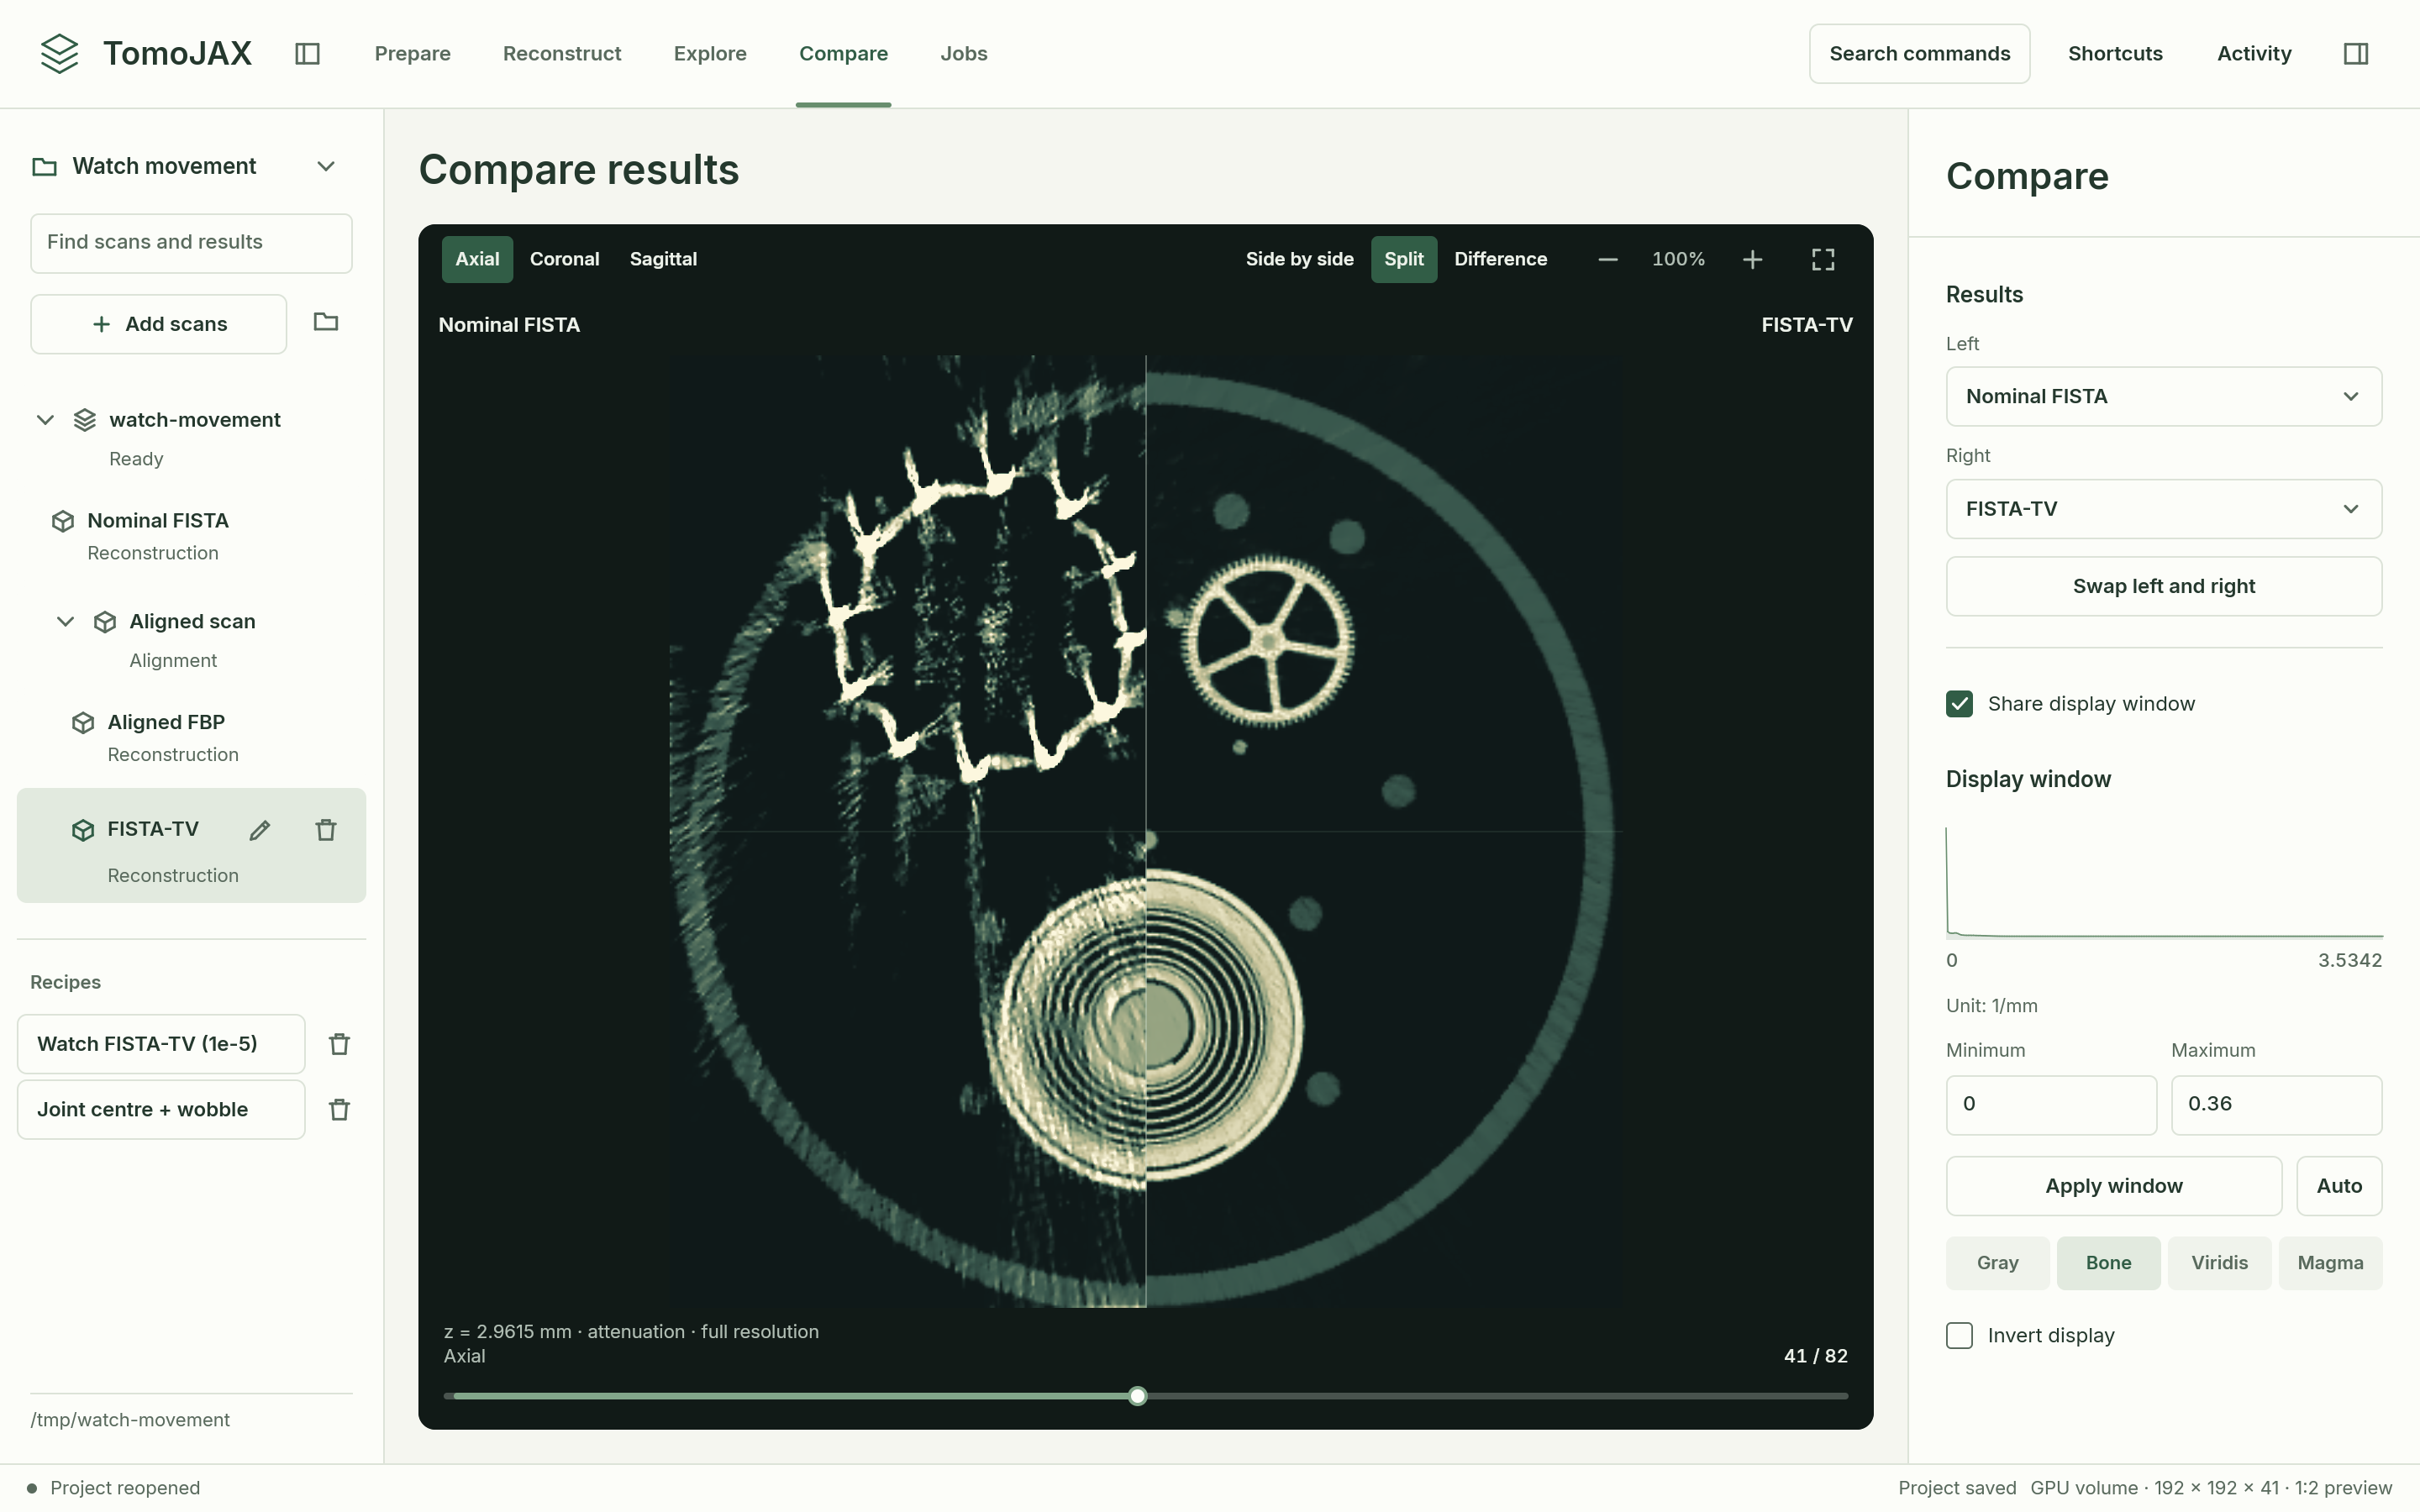 TomoJAX
Prepare
Reconstruct
Explore
Compare
Jobs
Search commands
Shortcuts
Activity
Watch movement
Find scans and results
Add scans
watch-movement
Ready
Nominal FISTA
Reconstruction
Aligned scan
Alignment
Aligned FBP
Reconstruction
FISTA-TV
Reconstruction
Recipes
Watch FISTA-TV (1e-5)
Joint centre + wobble
/tmp/watch-movement
Compare results
Axial
Coronal
Sagittal
Side by side
Split
Difference
100%
Nominal FISTA
FISTA-TV
z = 2.9615 mm · attenuation · full resolution
Axial
41 / 82
Compare
Results
Left
Nominal FISTA
Right
FISTA-TV
Swap left and right
Share display window
Display window
0
3.5342
Unit: 1/mm
Minimum
Maximum
0
0.36
Apply window
Auto
Gray
Bone
Viridis
Magma
Invert display
Project reopened
Project saved
GPU volume · 192 × 192 × 41 · 1:2 preview